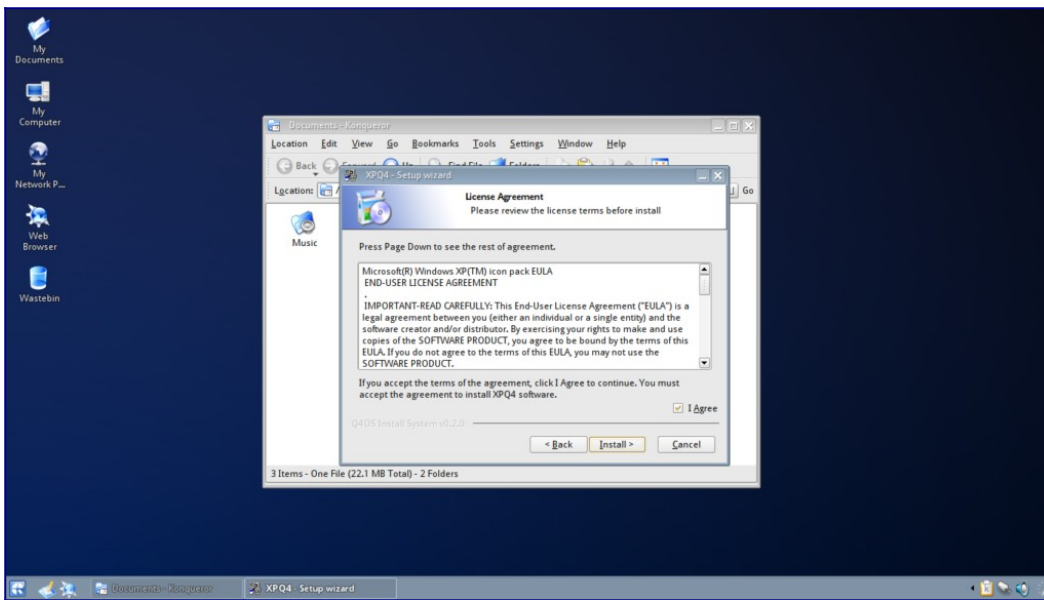 My
Documents
My
Computer
My
Network P...
Web
Browser
Wastebin
Documents - Konqueror
Location Edit View Go Bookmarks Tools Settings Window Help
Back
Location:
Go
Music
XPQ4 - Setup wizard
License Agreement
Please review the license terms before install
Press Page Down to see the rest of agreement.
Microsoft(R) Windows XP(TM) icon pack EULA
END-USER LICENSE AGREEMENT
.
IMPORTANT-READ CAREFULLY: This End-User License Agreement ("EULA") is a
legal agreement between you (either an individual or a single entity) and the
software creator and/or distributor. By exercising your rights to make and use
copies of the SOFTWARE PRODUCT, you agree to be bound by the terms of this
EULA. If you do not agree to the terms of this EULA, you may not use the
SOFTWARE PRODUCT.
If you accept the terms of the agreement, click I Agree to continue. You must
accept the agreement to install XPQ4 software.
I Agree
Q4OS Install System v0.2.0
< Back Install > Cancel
3 Items - One File (22.1 MB Total) - 2 Folders
Documents - Konqueror XPQ4 - Setup wizard